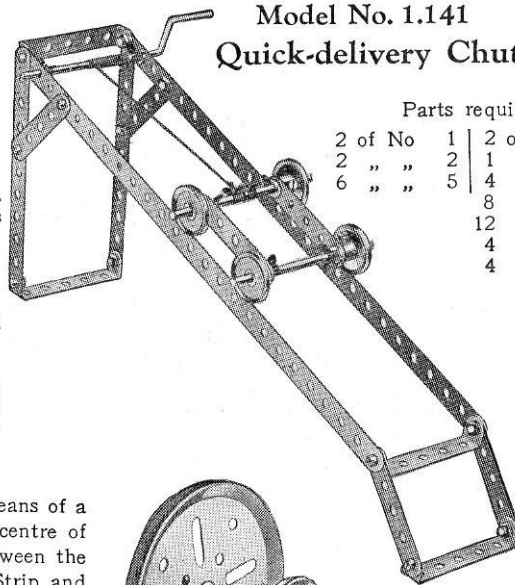 Model No. 1.141
Quick-delivery Chut
Parts requi
2 of No 1 | 2 o
2 „ „ 2 | 1
6 „ „ 5 | 4
8
12
4
4
s
eans of a
centre of
ween the
Strip and